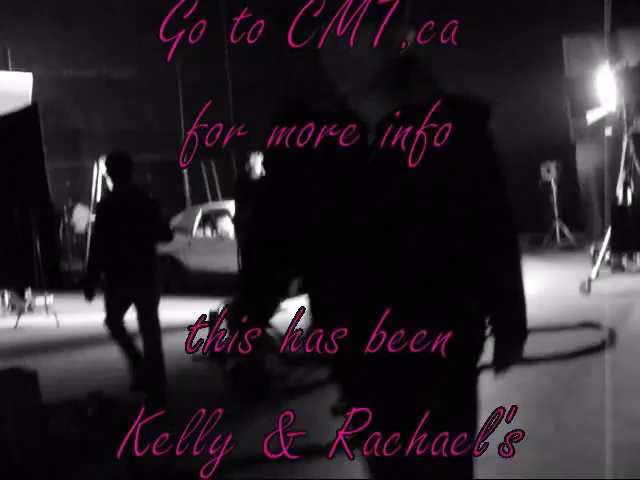 Go to CMT.ca
for more info
this has been
Kelly & Rachael's